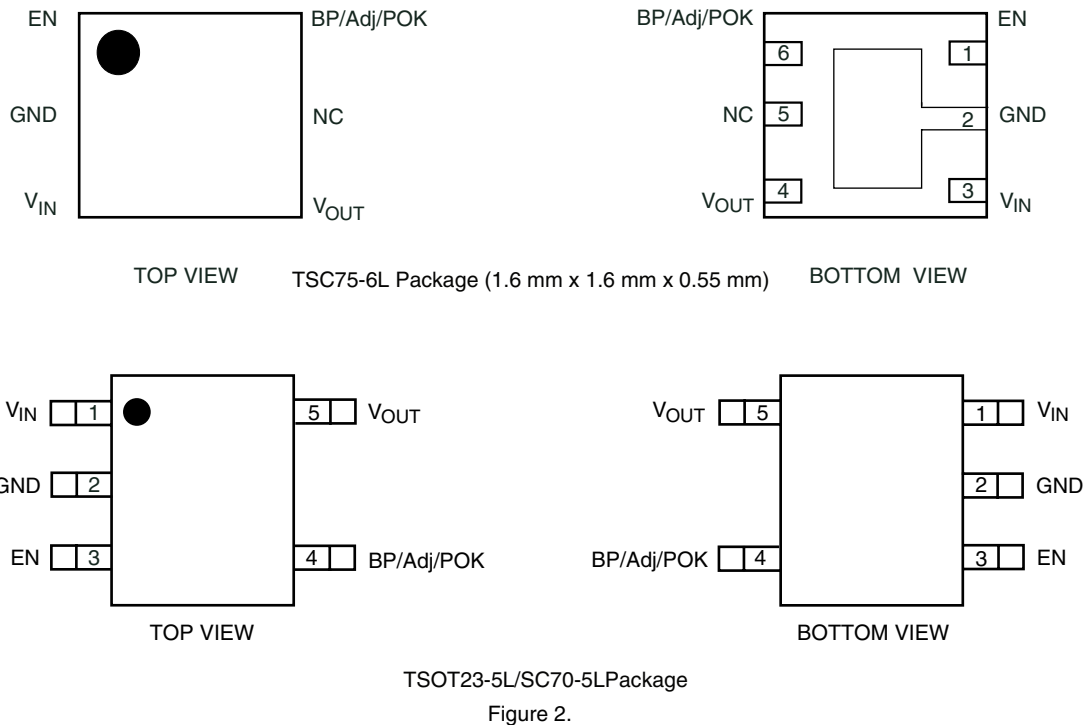 EN
BP/Adj/POK
GND
NC
VIN
VOUT
TOP VIEW
BP/Adj/POK
EN
6
1
NC
5
2
GND
VOUT
4
3
VIN
BOTTOM VIEW
TSC75-6L Package (1.6 mm x 1.6 mm x 0.55 mm)
VIN
1
5
VOUT
GND
2
EN
3
4
BP/Adj/POK
TOP VIEW
VOUT
5
1
VIN
2
GND
BP/Adj/POK
4
3
EN
BOTTOM VIEW
TSOT23-5L/SC70-5LPackage
Figure 2.